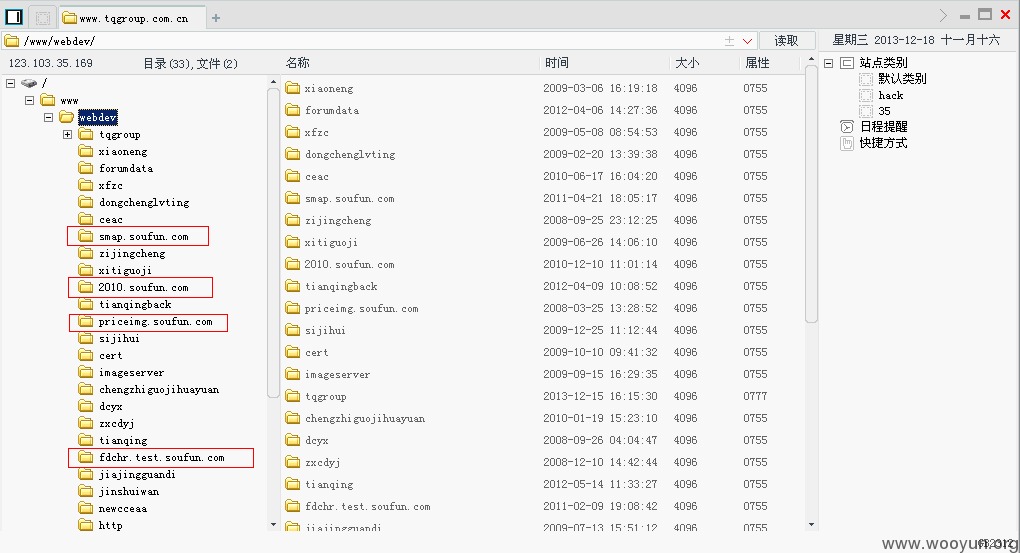 www.tqgroup.com.cn
/www/webdev/
读取
星期三 2013-12-18 十一月十六
123.103.35.169
目录(33),文件(2)
名称 时间 大小 属性
/
www
webdev
tqgroup
xiaoneng
forumdata
xfzc
dongchenglvting
ceac
smap.soufun.com
zijingcheng
xitiguoji
2010.soufun.com
tianqingback
priceimg.soufun.com
sijihui
cert
imageserver
chengzhiguojihuayuan
dcyx
zxcdyj
tianqing
fdchr.test.soufun.com
jiajingguandi
jinshuiwan
newcceaa
http
xiaoneng 2009-03-06 16:19:18 4096 0755
forumdata 2012-04-06 14:27:36 4096 0755
xfzc 2009-05-08 08:54:53 4096 0755
dongchenglvting 2009-02-20 13:39:38 4096 0755
ceac 2010-06-17 16:04:20 4096 0755
smap.soufun.com 2011-04-21 18:05:17 4096 0755
zijingcheng 2008-09-25 23:12:25 4096 0755
xitiguoji 2009-06-26 14:06:10 4096 0755
2010.soufun.com 2010-12-10 11:01:14 4096 0755
tianqingback 2012-04-09 10:08:52 4096 0755
priceimg.soufun.com 2008-03-25 13:28:52 4096 0755
sijihui 2009-12-25 11:12:44 4096 0755
cert 2009-10-10 09:41:32 4096 0755
imageserver 2009-09-15 16:29:35 4096 0755
tqgroup 2013-12-15 16:15:30 4096 0777
chengzhiguojihuayuan 2010-01-19 15:23:10 4096 0755
dcyx 2008-09-26 04:04:47 4096 0755
zxcdyj 2008-12-10 14:42:44 4096 0755
tianqing 2012-05-14 11:33:27 4096 0755
fdchr.test.soufun.com 2011-02-09 19:08:42 4096 0755
jiajingguandi 2009-07-13 15:51:12 4096 0755
站点类别
默认类别
hack
35
日程提醒
快捷方式
www.wooyun.org